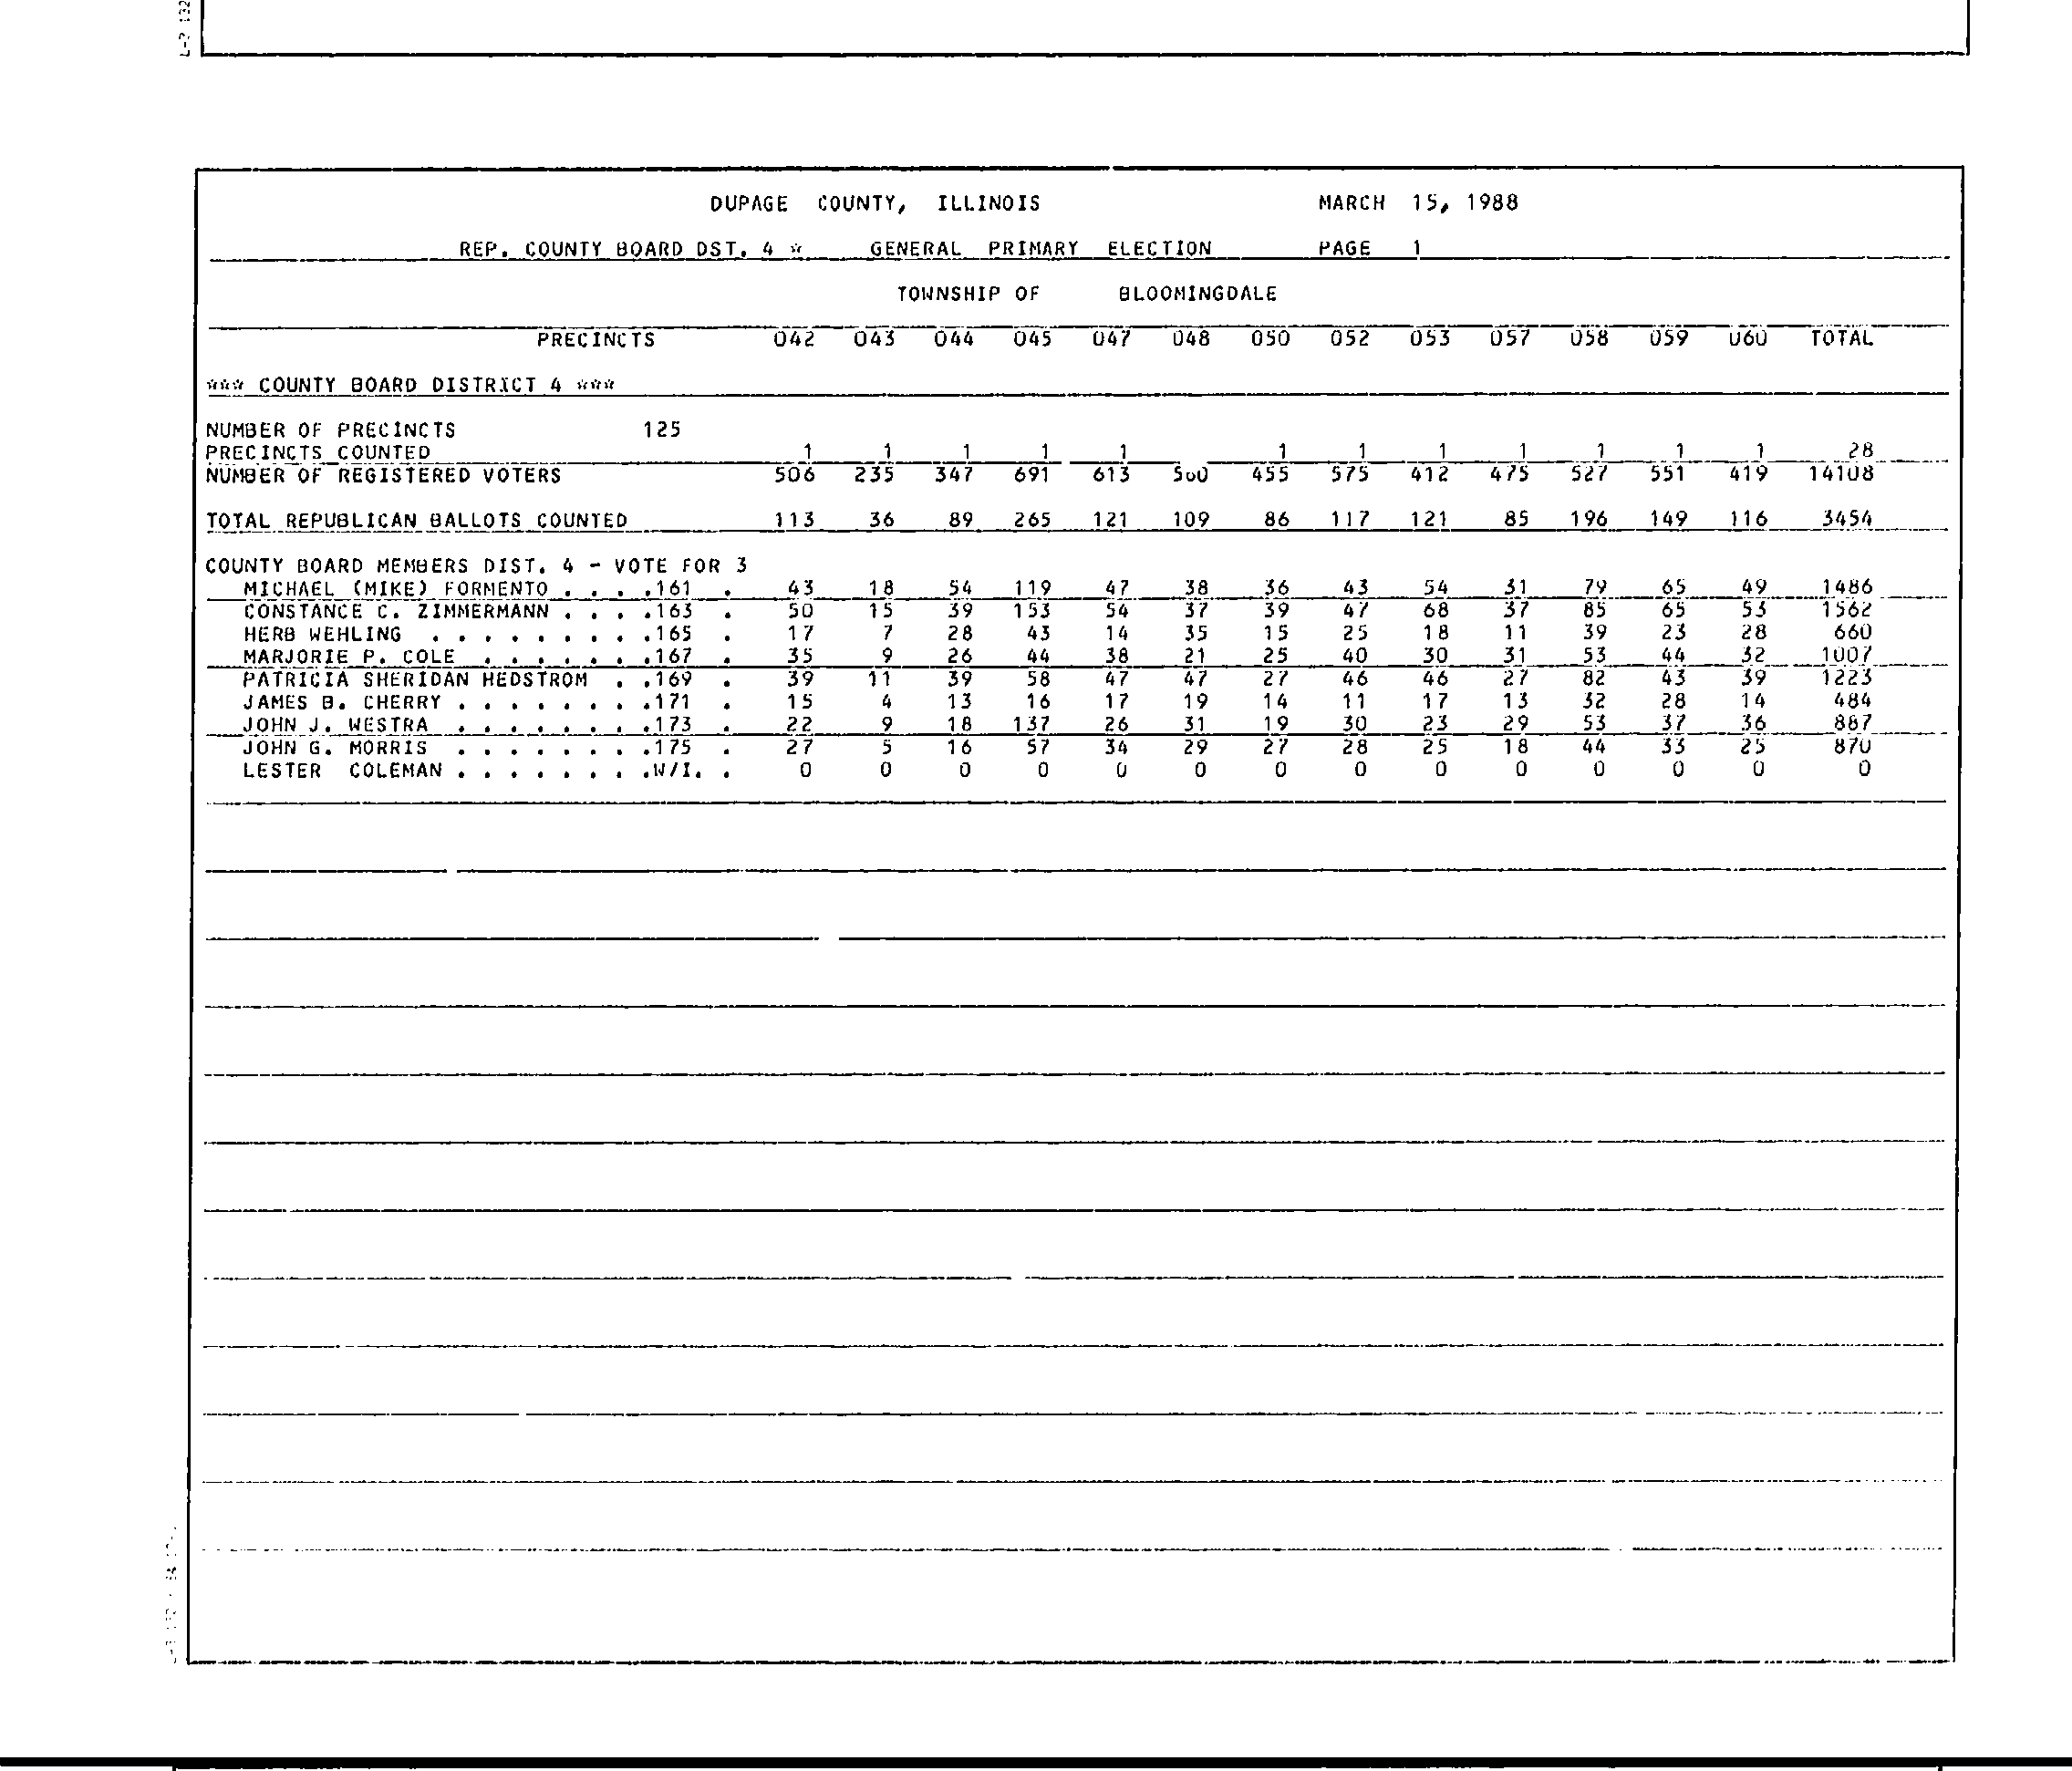 L-P 132
DUPAGE COUNTY, ILLINOIS MARCH 15, 1988
REP. COUNTY BOARD DST. 4 * GENERAL PRIMARY ELECTION PAGE 1
TOWNSHIP OF BLOOMINGDALE
PRECINCTS 042 043 044 045 047 048 050 052 053 057 058 059 060 TOTAL
*** COUNTY BOARD DISTRICT 4 ***
NUMBER OF PRECINCTS 125
PRECINCTS COUNTED 1 1 1 1 1 1 1 1 1 1 1 1 28
NUMBER OF REGISTERED VOTERS 506 235 347 691 613 455 575 412 475 527 551 419 14108
TOTAL REPUBLICAN BALLOTS COUNTED 113 36 89 265 121 109 86 117 121 85 196 149 116 3454
COUNTY BOARD MEMBERS DIST. 4 - VOTE FOR 3
MICHAEL (MIKE) FORMENTO . . . .161 . 43 18 54 119 47 38 36 43 54 31 79 65 49 1486
CONSTANCE C. ZIMMERMANN . . . .163 . 50 15 39 153 54 37 39 47 68 37 85 65 53 1562
HERB WEHLING . . . . . . . . .165 . 17 7 28 43 14 35 15 25 18 11 39 23 28 660
MARJORIE P. COLE . . . . . . .167 . 35 9 26 44 38 21 25 40 30 31 53 44 32 1007
PATRICIA SHERIDAN HEDSTROM . .169 . 39 11 39 58 47 47 27 46 46 27 82 43 39 1223
JAMES B. CHERRY . . . . . . . .171 . 15 4 13 16 17 19 14 11 17 13 32 28 14 484
JOHN J. WESTRA . . . . . . . .173 . 22 9 18 137 26 31 19 30 23 29 53 37 36 887
JOHN G. MORRIS . . . . . . . .175 . 27 5 16 57 34 29 27 28 25 18 44 33 25 870
LESTER COLEMAN . . . . . . . .W/I. . 0 0 0 0 0 0 0 0 0 0 0 0 0 0